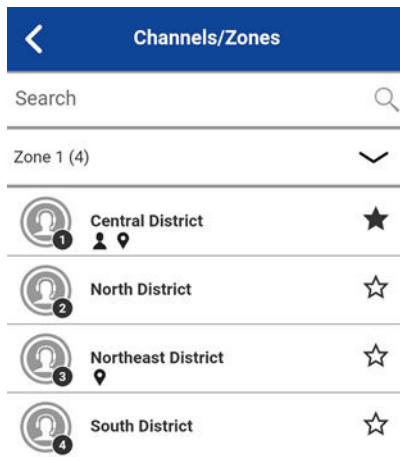 Channels/Zones
Search
Zone 1 (4)
1
Central District
2
North District
3
Northeast District
4
South District